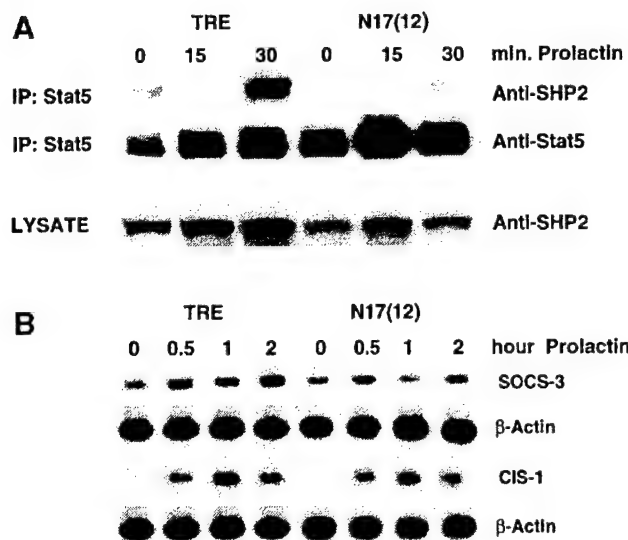 A
TRE N17(12)
0 15 30 0 15 30 min. Prolactin
IP: Stat5 Anti-SHP2
IP: Stat5 Anti-Stat5
LYSATE Anti-SHP2
B
TRE N17(12)
0 0.5 1 2 0 0.5 1 2 hour Prolactin
SOCS-3
β-Actin
CIS-1
β-Actin